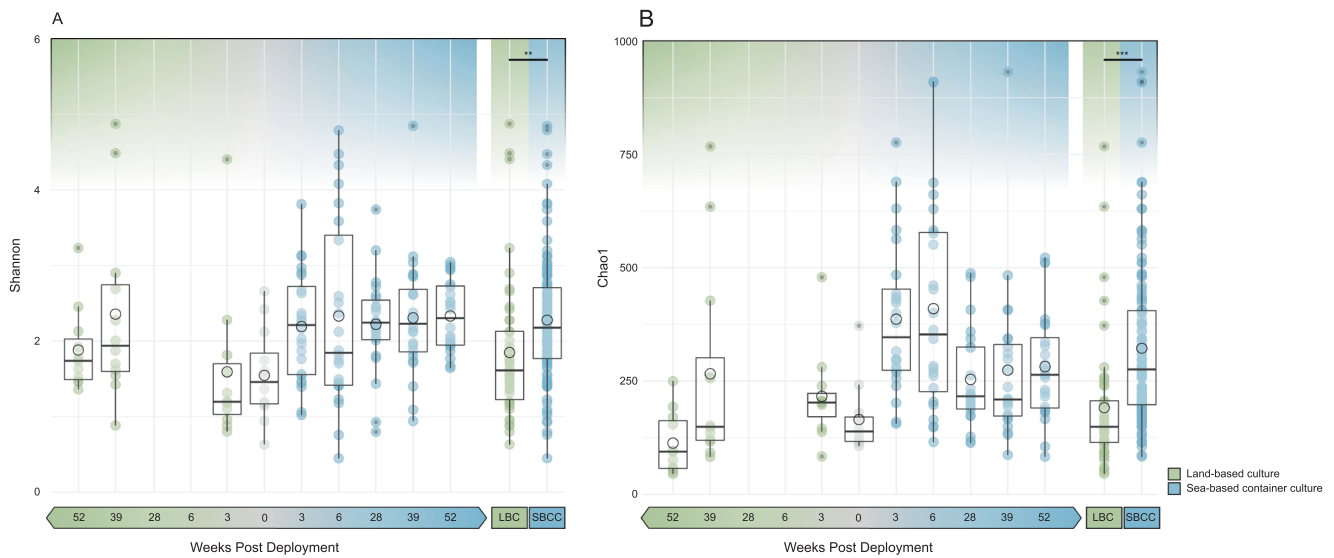 A
B
6
4
2
0
Shannon
**
52 39 28 6 3 0 3 6 28 39 52 LBC SBCC
Weeks Post Deployment
1000
750
500
250
0
Chao1
***
52 39 28 6 3 0 3 6 28 39 52 LBC SBCC
Weeks Post Deployment
Land-based culture
Sea-based container culture